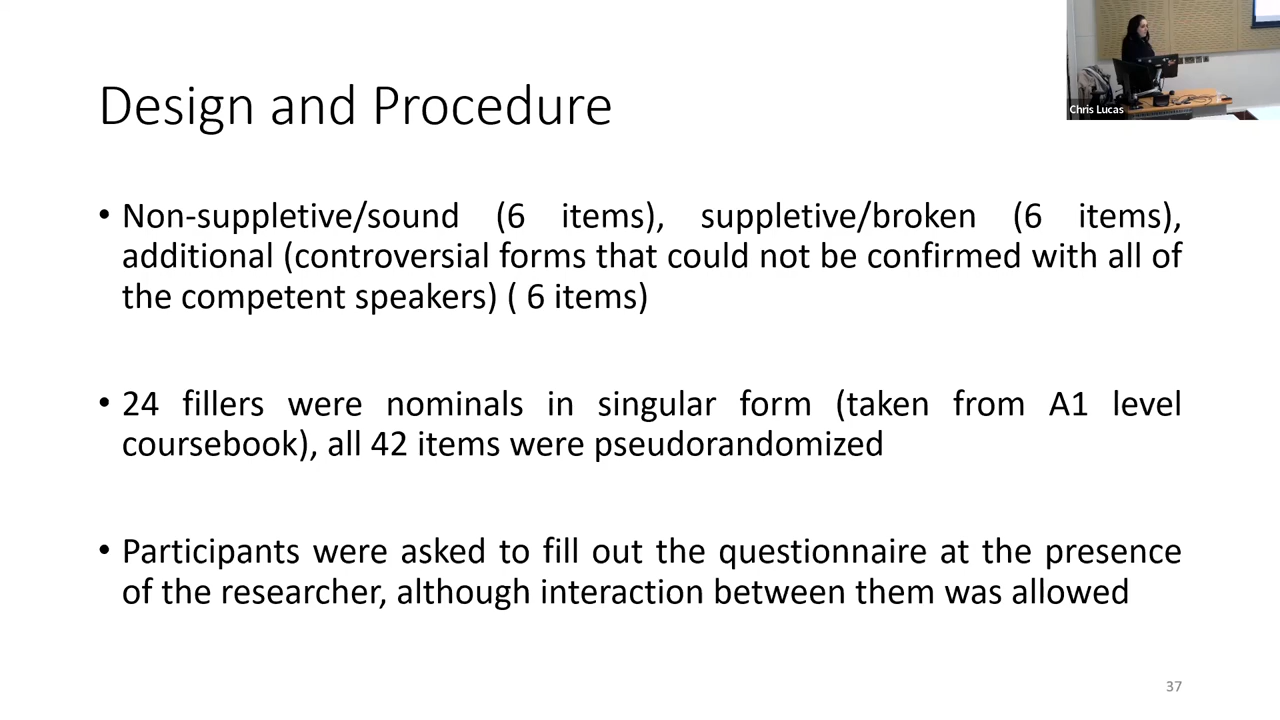 Chris Lucas
Design and Procedure
• Non-suppletive/sound (6 items), suppletive/broken (6 items),
additional (controversial forms that could not be confirmed with all of
the competent speakers) ( 6 items)
• 24 fillers were nominals in singular form (taken from A1 level
coursebook), all 42 items were pseudorandomized
• Participants were asked to fill out the questionnaire at the presence
of the researcher, although interaction between them was allowed
37